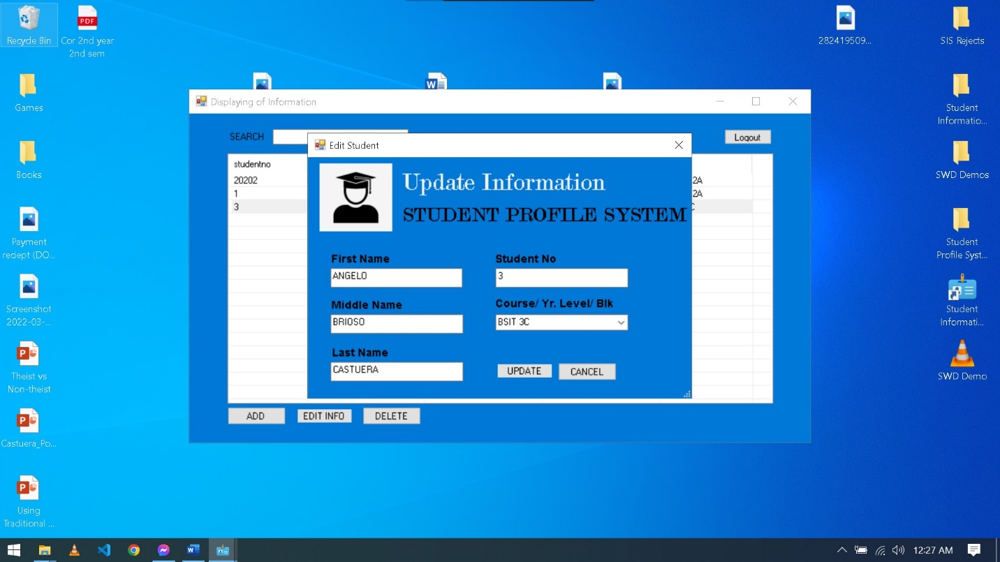 Recycle Bin
Cor 2nd year
2nd sem
282419509...
SIS Rejects
Games
Student
Informatio...
Books
SWD Demos
Payment
reciept (DO...
Student
Profile Syst...
Screenshot
2022-03-...
Student
Informati...
Theist vs
Non-theist
SWD Demo
Castuera_Po...
Using
Traditional ...
PDF
Displaying of Information
SEARCH
Logout
studentno
20202
2A
1
2A
3
C
Edit Student
Update Information
STUDENT PROFILE SYSTEM
First Name
Student No
ANGELO
3
Middle Name
Course/ Yr. Level/ Blk
BRIOSO
BSIT 3C
Last Name
CASTUERA
UPDATE
CANCEL
ADD
EDIT INFO
DELETE
12:27 AM